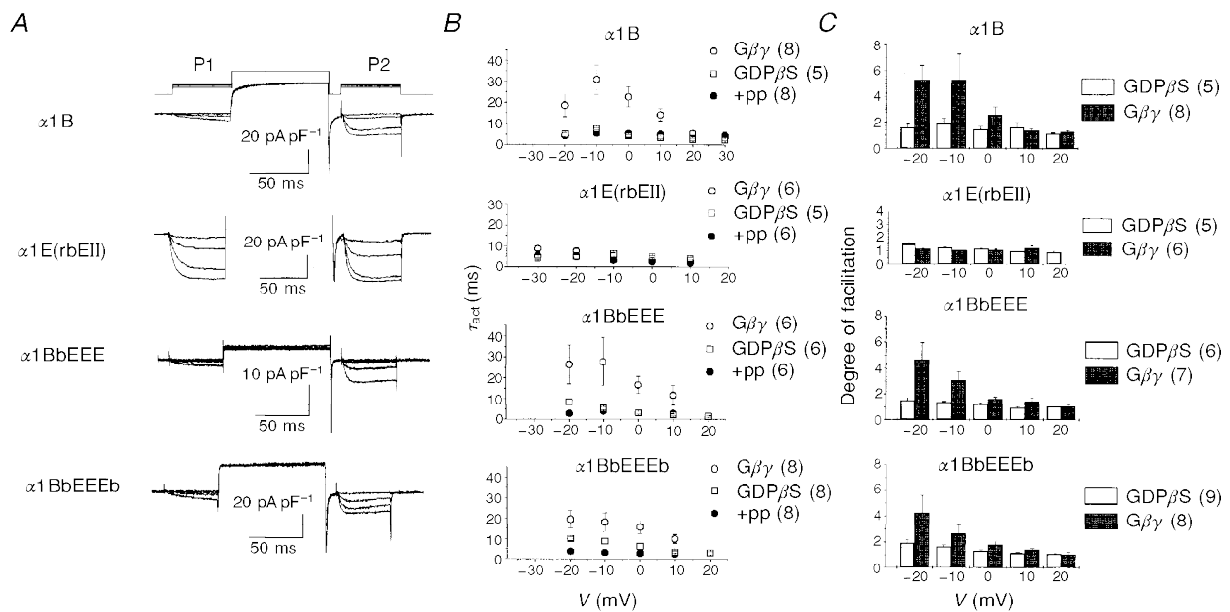 A
P1
P2
α1B
20 pA pF⁻¹
50 ms
α1E(rbEII)
20 pA pF⁻¹
50 ms
α1BbEEE
10 pA pF⁻¹
50 ms
α1BbEEEb
20 pA pF⁻¹
50 ms
B
τact (ms)
α1B
Gβγ (8)
GDPβS (5)
+pp (8)
40
30
20
10
0
−30 −20 −10 0 10 20 30
α1E(rbEII)
Gβγ (6)
GDPβS (5)
+pp (6)
30
20
10
0
−30 −20 −10 0 10 20
α1BbEEE
Gβγ (6)
GDPβS (6)
+pp (6)
40
30
20
10
0
−30 −20 −10 0 10 20
α1BbEEEb
Gβγ (8)
GDPβS (8)
+pp (8)
40
30
20
10
0
−30 −20 −10 0 10 20
V (mV)
C
Degree of facilitation
α1B
GDPβS (5)
Gβγ (8)
8
6
4
2
0
−20 −10 0 10 20
α1E(rbEII)
GDPβS (5)
Gβγ (6)
4
3
2
1
0
−20 −10 0 10 20
α1BbEEE
GDPβS (6)
Gβγ (7)
8
6
4
2
0
−20 −10 0 10 20
α1BbEEEb
GDPβS (9)
Gβγ (8)
8
6
4
2
0
−20 −10 0 10 20
V (mV)